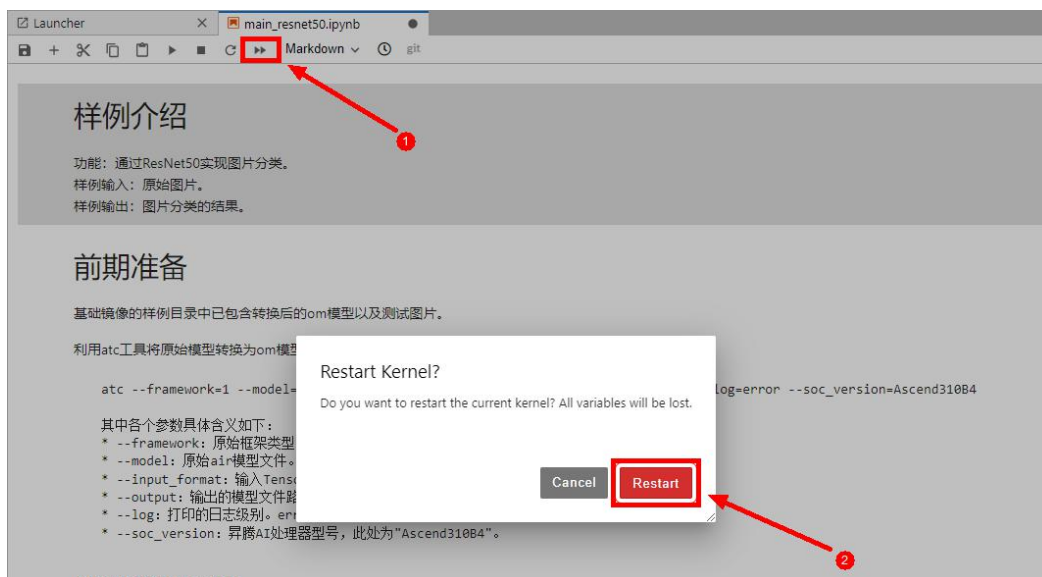 Launcher
main_resnet50.ipynb
Markdown
git
1
样例介绍
功能：通过ResNet50实现图片分类。
样例输入：原始图片。
样例输出：图片分类的结果。
前期准备
基础镜像的样例目录中已包含转换后的om模型以及测试图片。
利用atc工具将原始模型转换为om模型
Restart Kernel?
atc --framework=1 --model=
log=error --soc_version=Ascend310B4
Do you want to restart the current kernel? All variables will be lost.
其中各个参数具体含义如下：
* --framework: 原始框架类型
* --model: 原始air模型文件。
* --input_format: 输入Tenso
* --output: 输出的模型文件路
* --log: 打印的日志级别。err
* --soc_version: 昇腾AI处理器型号，此处为"Ascend310B4"。
Cancel
Restart
2